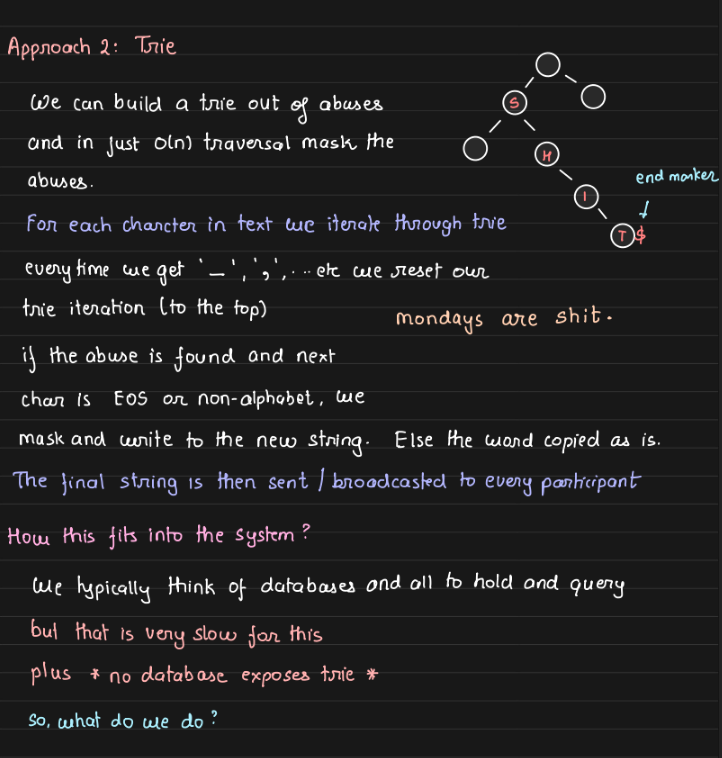 Approach 2: Trie
We can build a trie out of abuses
and in just O(n) traversal mask the
abuses.
S
H
I
T $
end marker
For each charcter in text we iterate through trie
everytime we get '_', ';', ... etc we reset our
trie iteration (to the top)
mondays are shit.
if the abuse is found and next
char is EOS or non-alphabet, we
mask and write to the new string. Else the word copied as is.
The final string is then sent / broadcasted to every participant
How this fits into the system?
We typically think of databases and all to hold and query
but that is very slow for this
plus * no database exposes trie *
So, what do we do?